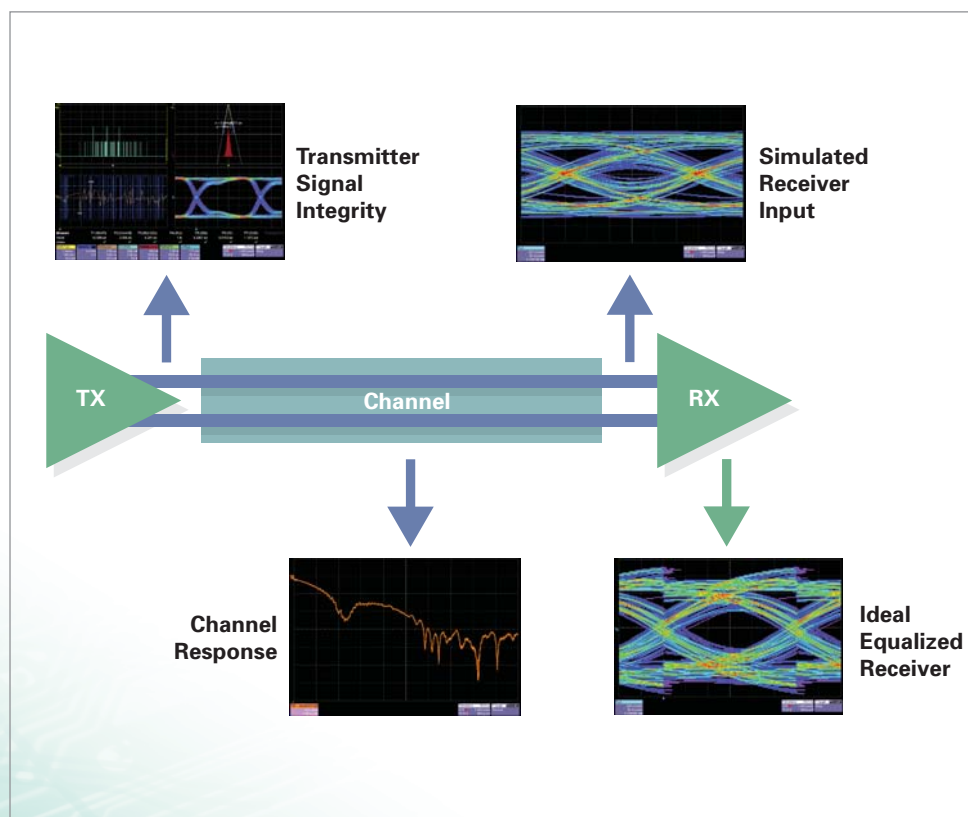 Transmitter
Signal
Integrity
Simulated
Receiver
Input
TX
Channel
RX
Channel
Response
Ideal
Equalized
Receiver